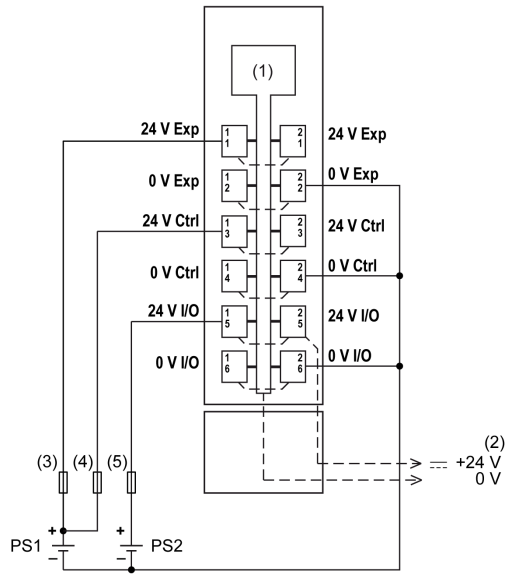 (1)
24 V Exp 1 1 2 1 24 V Exp
0 V Exp 1 2 2 2 0 V Exp
24 V Ctrl 1 3 2 3 24 V Ctrl
0 V Ctrl 1 4 2 4 0 V Ctrl
24 V I/O 1 5 2 5 24 V I/O
0 V I/O 1 6 2 6 0 V I/O
(2)
(3) (4) (5)
+24 V
0 V
+ +
PS1 PS2
– –